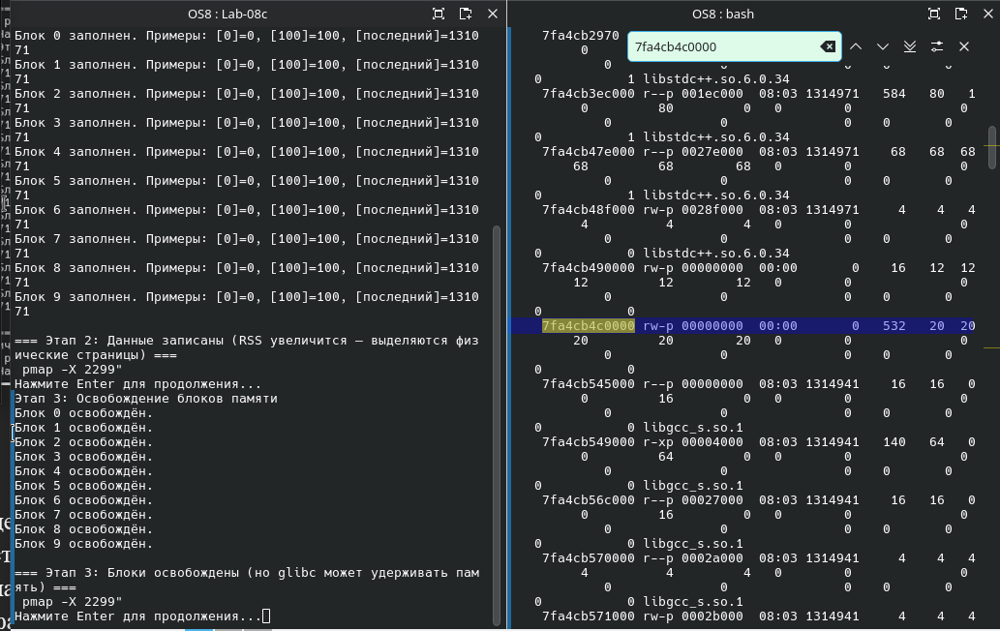 OS8 : Lab-08c
Блок 0 заполнен. Примеры: [0]=0, [100]=100, [последний]=1310
71
Блок 1 заполнен. Примеры: [0]=0, [100]=100, [последний]=1310
71
Блок 2 заполнен. Примеры: [0]=0, [100]=100, [последний]=1310
71
Блок 3 заполнен. Примеры: [0]=0, [100]=100, [последний]=1310
71
Блок 4 заполнен. Примеры: [0]=0, [100]=100, [последний]=1310
71
Блок 5 заполнен. Примеры: [0]=0, [100]=100, [последний]=1310
71
Блок 6 заполнен. Примеры: [0]=0, [100]=100, [последний]=1310
71
Блок 7 заполнен. Примеры: [0]=0, [100]=100, [последний]=1310
71
Блок 8 заполнен. Примеры: [0]=0, [100]=100, [последний]=1310
71
Блок 9 заполнен. Примеры: [0]=0, [100]=100, [последний]=1310
71
=== Этап 2: Данные записаны (RSS увеличится — выделяются физ
ические страницы) ===
pmap -X 2299"
Нажмите Enter для продолжения...
Этап 3: Освобождение блоков памяти
Блок 0 освобождён.
Блок 1 освобождён.
Блок 2 освобождён.
Блок 3 освобождён.
Блок 4 освобождён.
Блок 5 освобождён.
Блок 6 освобождён.
Блок 7 освобождён.
Блок 8 освобождён.
Блок 9 освобождён.
=== Этап 3: Блоки освобождены (но glibc может удерживать пам
ять) ===
pmap -X 2299"
Нажмите Enter для продолжения...
OS8 : bash
7fa4cb4c0000
7fa4cb2970
0
0
0 1 libstdc++.so.6.0.34
7fa4cb3ec000 r--p 001ec000 08:03 1314971 584 80 1
0 80 0 0 0
0 0 0 0 0
0 1 libstdc++.so.6.0.34
7fa4cb47e000 r--p 0027e000 08:03 1314971 68 68 68
68 68 68 0 0
0 0 0 0 0
0 1 libstdc++.so.6.0.34
7fa4cb48f000 rw-p 0028f000 08:03 1314971 4 4 4
4 4 4 0 0
0 0 0 0 0
0 1 libstdc++.so.6.0.34
7fa4cb490000 rw-p 00000000 00:00 0 16 12 12
12 12 12 0 0
0 0 0 0 0
0 0
7fa4cb4c0000 rw-p 00000000 00:00 0 532 20 20
20 20 20 0 0
0 0 0 0 0
0 0
7fa4cb545000 r--p 00000000 08:03 1314941 16 16 0
0 16 0 0 0
0 0 0 0 0
0 0 libgcc_s.so.1
7fa4cb549000 r-xp 00004000 08:03 1314941 140 64 0
0 64 0 0 0
0 0 0 0 0
0 0 libgcc_s.so.1
7fa4cb56c000 r--p 00027000 08:03 1314941 16 16 0
0 16 0 0 0
0 0 0 0 0
0 0 libgcc_s.so.1
7fa4cb570000 r--p 0002a000 08:03 1314941 4 4 4
4 4 4 0 0
0 0 0 0 0
0 0 libgcc_s.so.1
7fa4cb571000 rw-p 0002b000 08:03 1314941 4 4 4